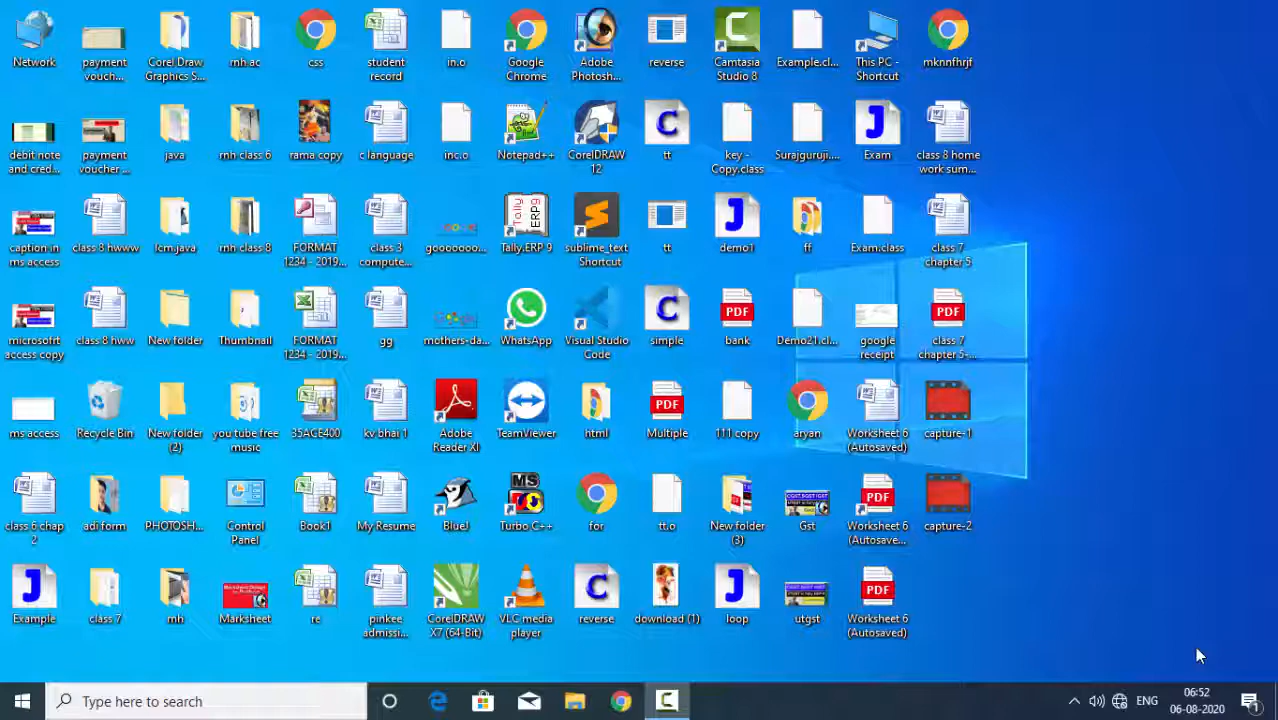 Network
payment
vouch...
Corel Draw
Graphics S...
mh ac
css
student
record
in.o
Google
Chrome
Adobe
Photosh...
reverse
Camtasia
Studio 8
Example.cl...
This PC -
Shortcut
mknnfhrjf
debit note
and cred...
payment
voucher ...
java
mh class 6
rama copy
c language
inc.o
Notepad++
CorelDRAW
12
tt
key -
Copy.class
Surajguruji....
Exam
class 8 home
work sum...
caption in
ms access
class 8 hwww
lcm.java
mh class 8
FORMAT
1234 - 2019...
class 3
compute...
gooooooo...
Tally.ERP 9
sublime_text
Shortcut
tt
demo1
ff
Exam.class
class 7
chapter 5
microsofrt
access copy
class 8 hww
New folder
Thumbnail
FORMAT
1234 - 2019...
gg
mothers-da...
WhatsApp
Visual Studio
Code
simple
bank
Demo21.cl...
google
receipt
class 7
chapter 5-...
ms access
Recycle Bin
New folder
(2)
you tube free
music
35ACE400
kv bhai 1
Adobe
Reader XI
TeamViewer
html
Multiple
111 copy
aryan
Worksheet 6
(Autosaved)
capture-1
class 6 chap
2
adi form
PHOTOSH...
Control
Panel
Book1
My Resume
BlueJ
Turbo C++
for
tt.o
New folder
(3)
Gst
Worksheet 6
(Autosave...
capture-2
Example
class 7
mh
Marksheet
re
pinkee
admissi...
CorelDRAW
X7 (64-Bit)
VLC media
player
reverse
download (1)
loop
utgst
Worksheet 6
(Autosaved)
Type here to search
ENG
06:52
06-08-2020